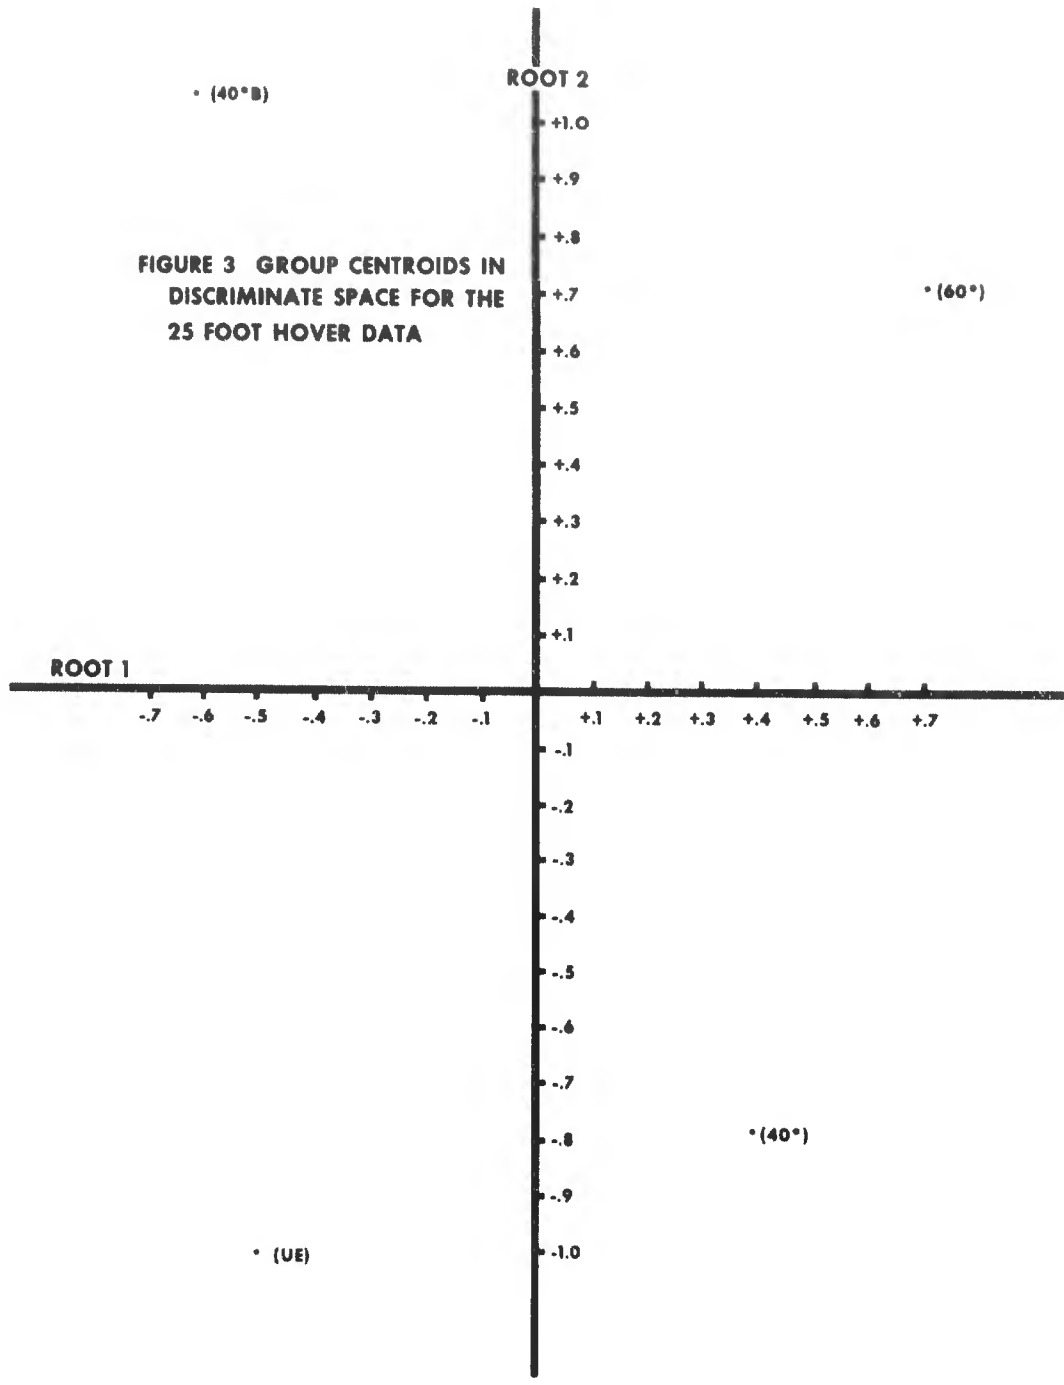 ROOT 2
• (40°B)
+1.0
+.9
+.8
FIGURE 3 GROUP CENTROIDS IN
DISCRIMINATE SPACE FOR THE
25 FOOT HOVER DATA
+.7
• (60°)
+.6
+.5
+.4
+.3
+.2
+.1
ROOT 1
-.7 -.6 -.5 -.4 -.3 -.2 -.1 +.1 +.2 +.3 +.4 +.5 +.6 +.7
-.1
-.2
-.3
-.4
-.5
-.6
-.7
-.8
• (40°)
-.9
• (UE)
-1.0